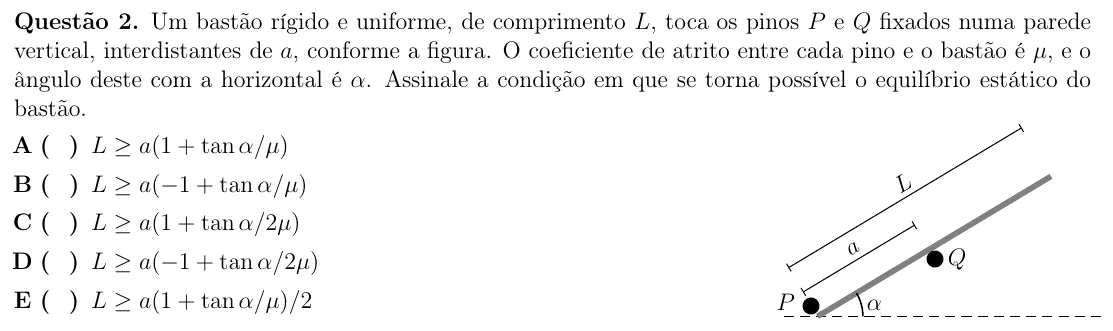 Questão 2. Um bastão rígido e uniforme, de comprimento L, toca os pinos P e Q fixados numa parede
vertical, interdistantes de a, conforme a figura. O coeficiente de atrito entre cada pino e o bastão é μ, e o
ângulo deste com a horizontal é α. Assinale a condição em que se torna possível o equilíbrio estático do
bastão.
A ( ) L ≥ a(1 + tan α/μ)
B ( ) L ≥ a(−1 + tan α/μ)
C ( ) L ≥ a(1 + tan α/2μ)
D ( ) L ≥ a(−1 + tan α/2μ)
E ( ) L ≥ a(1 + tan α/μ)/2
L
a
Q
P
α